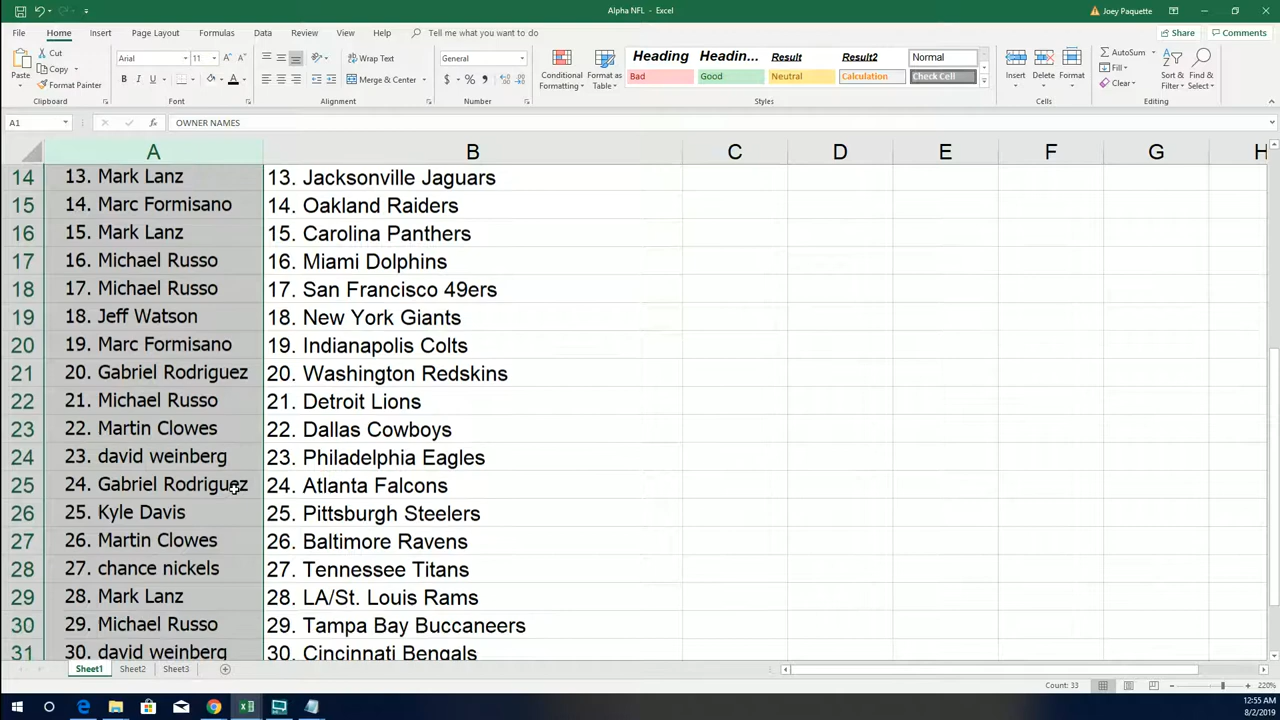 Alpha NFL - Excel
Joey Paquette
File Home Insert Page Layout Formulas Data Review View Help Tell me what you want to do Share Comments
Cut
Copy
Format Painter
Paste
Clipboard
Arial 11
B I U
Font
Wrap Text
Merge & Center
Alignment
General
$ % ,
Number
Conditional Formatting
Format as Table
Heading Headin... Result Result2 Normal
Bad Good Neutral Calculation Check Cell
Styles
Insert Delete Format
Cells
AutoSum
Fill
Clear
Sort & Filter
Find & Select
Editing
A1 fx OWNER NAMES
A B C D E F G H
14 13. Mark Lanz 13. Jacksonville Jaguars
15 14. Marc Formisano 14. Oakland Raiders
16 15. Mark Lanz 15. Carolina Panthers
17 16. Michael Russo 16. Miami Dolphins
18 17. Michael Russo 17. San Francisco 49ers
19 18. Jeff Watson 18. New York Giants
20 19. Marc Formisano 19. Indianapolis Colts
21 20. Gabriel Rodriguez 20. Washington Redskins
22 21. Michael Russo 21. Detroit Lions
23 22. Martin Clowes 22. Dallas Cowboys
24 23. david weinberg 23. Philadelphia Eagles
25 24. Gabriel Rodriguez 24. Atlanta Falcons
26 25. Kyle Davis 25. Pittsburgh Steelers
27 26. Martin Clowes 26. Baltimore Ravens
28 27. chance nickels 27. Tennessee Titans
29 28. Mark Lanz 28. LA/St. Louis Rams
30 29. Michael Russo 29. Tampa Bay Buccaneers
31 30. david weinberg 30. Cincinnati Bengals
Sheet1 Sheet2 Sheet3
Count: 33 220%
12:55 AM
8/2/2019